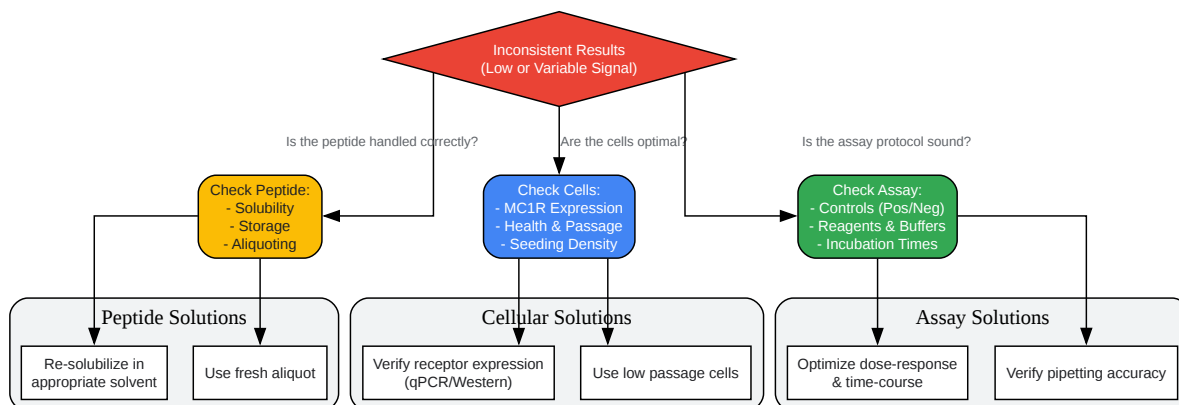 Inconsistent Results
(Low or Variable Signal)
Is the peptide handled correctly?
Are the cells optimal?
Is the assay protocol sound?
Check Peptide:
- Solubility
- Storage
- Aliquoting
Check Cells:
- MC1R Expression
- Health & Passage
- Seeding Density
Check Assay:
- Controls (Pos/Neg)
- Reagents & Buffers
- Incubation Times
Peptide Solutions
Re-solubilize in
appropriate solvent
Use fresh aliquot
Cellular Solutions
Verify receptor expression
(qPCR/Western)
Use low passage cells
Assay Solutions
Optimize dose-response
& time-course
Verify pipetting accuracy